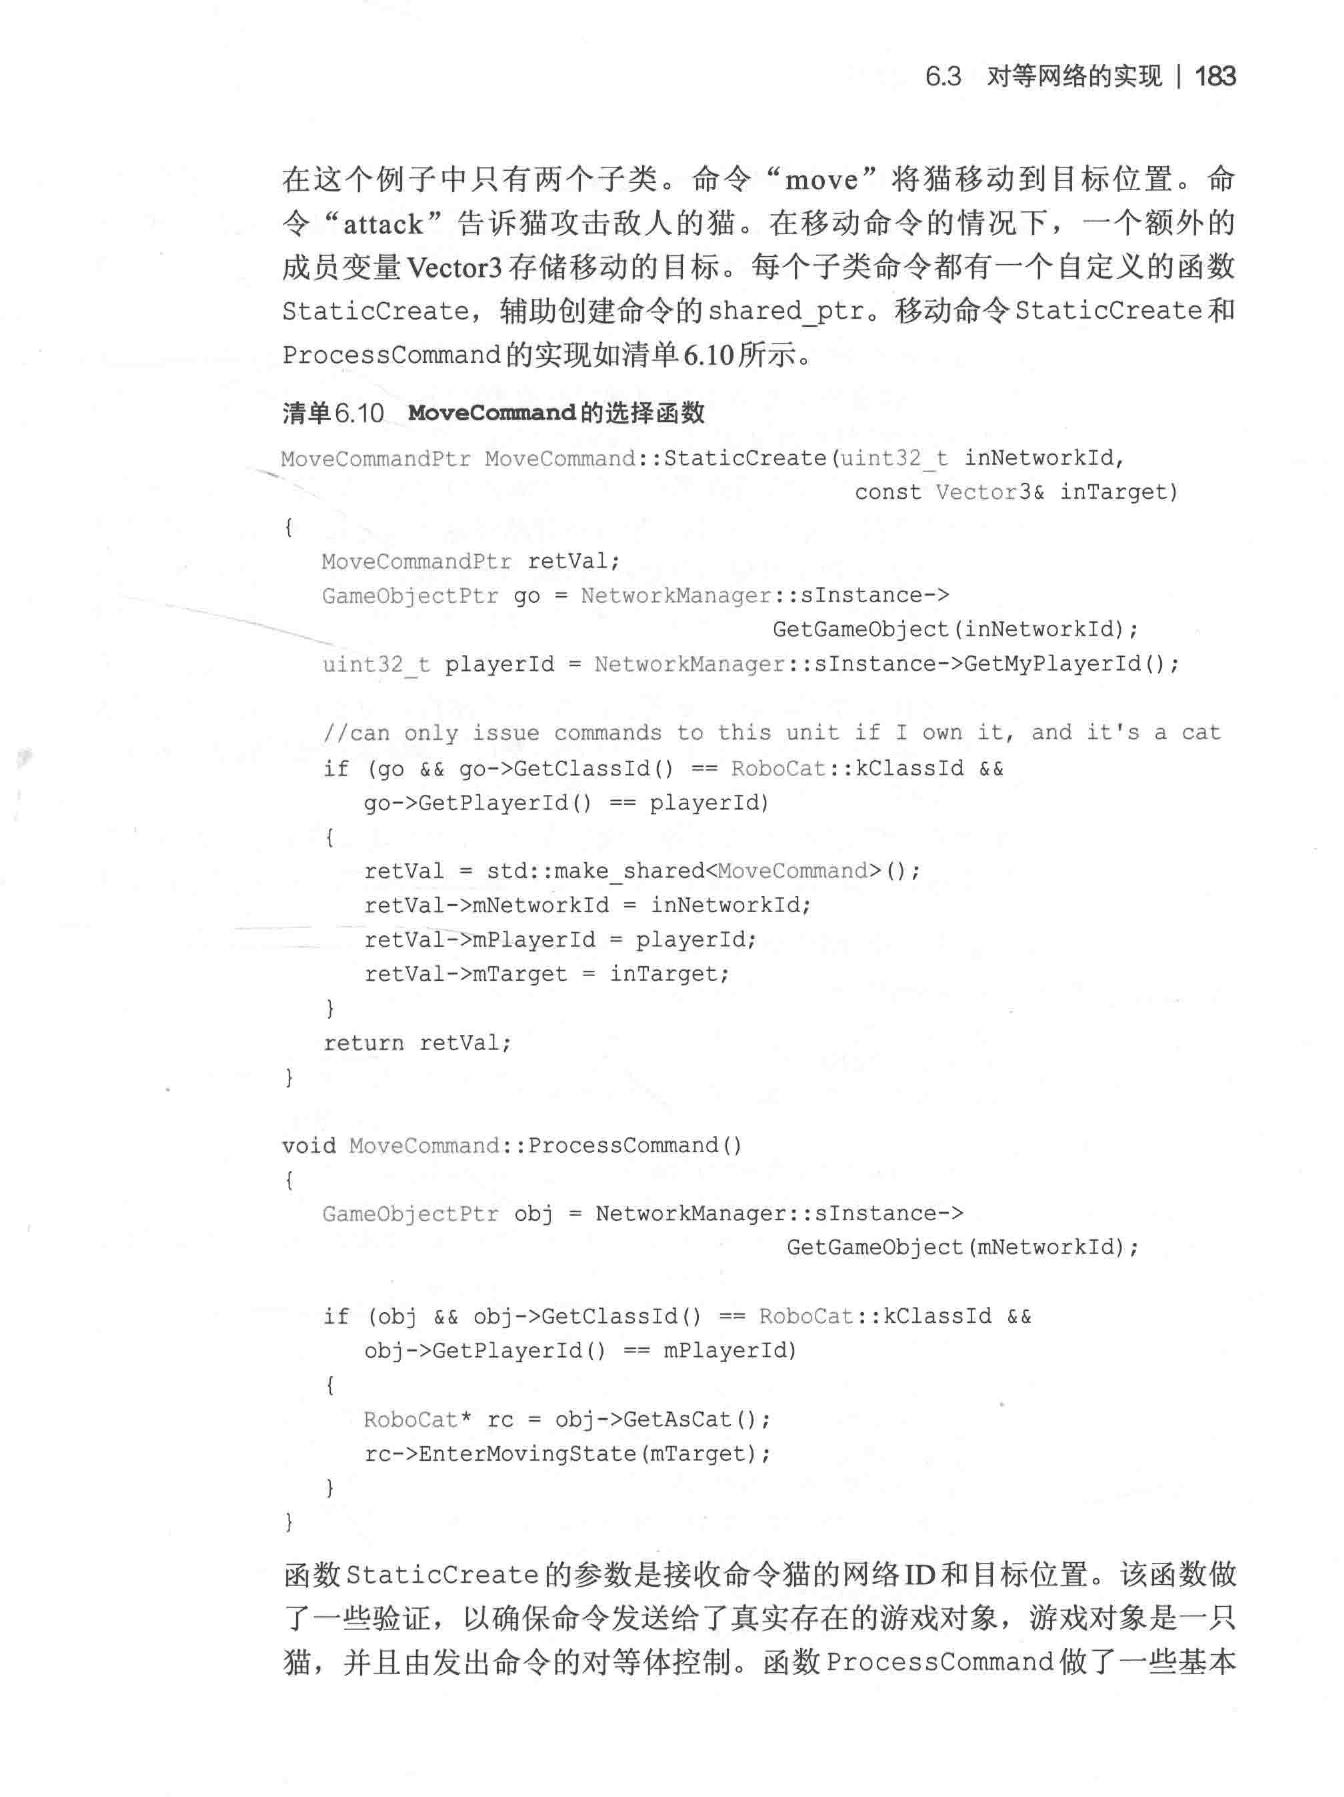 6.3 对等网络的实现 | 183
在这个例子中只有两个子类。命令“move”将猫移动到目标位置。命
令“attack”告诉猫攻击敌人的猫。在移动命令的情况下，一个额外的
成员变量Vector3存储移动的目标。每个子类命令都有一个自定义的函数
StaticCreate，辅助创建命令的shared_ptr。移动命令StaticCreate和
ProcessCommand的实现如清单6.10所示。
清单6.10 MoveCommand的选择函数
MoveCommandPtr MoveCommand::StaticCreate(uint32_t inNetworkId,
const Vector3& inTarget)
{
MoveCommandPtr retVal;
GameObjectPtr go = NetworkManager::sInstance->
GetGameObject(inNetworkId);
uint32_t playerId = NetworkManager::sInstance->GetMyPlayerId();
//can only issue commands to this unit if I own it, and it's a cat
if (go && go->GetClassId() == RoboCat::kClassId &&
go->GetPlayerId() == playerId)
{
retVal = std::make_shared<MoveCommand>();
retVal->mNetworkId = inNetworkId;
retVal->mPlayerId = playerId;
retVal->mTarget = inTarget;
}
return retVal;
}
void MoveCommand::ProcessCommand()
{
GameObjectPtr obj = NetworkManager::sInstance->
GetGameObject(mNetworkId);
if (obj && obj->GetClassId() == RoboCat::kClassId &&
obj->GetPlayerId() == mPlayerId)
{
RoboCat* rc = obj->GetAsCat();
rc->EnterMovingState(mTarget);
}
}
函数StaticCreate的参数是接收命令猫的网络ID和目标位置。该函数做
了一些验证，以确保命令发送给了真实存在的游戏对象，游戏对象是一只
猫，并且由发出命令的对等体控制。函数ProcessCommand做了一些基本